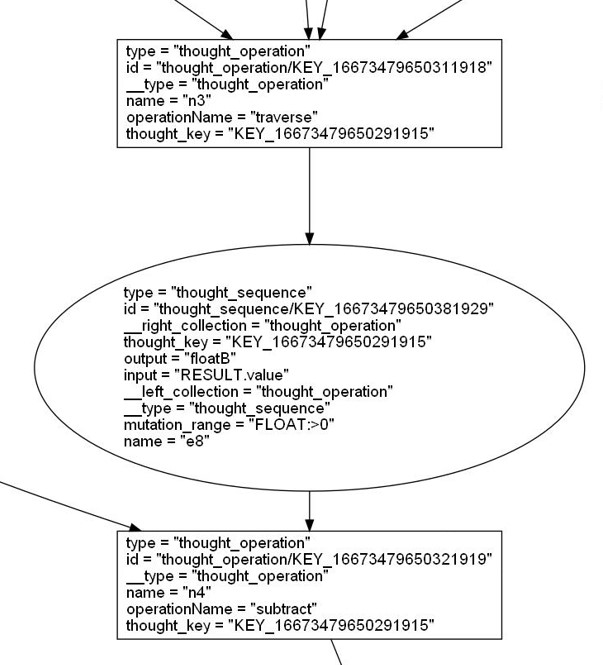 type = "thought_operation"
id = "thought_operation/KEY_16673479650311918"
__type = "thought_operation"
name = "n3"
operationName = "traverse"
thought_key = "KEY_16673479650291915"
type = "thought_sequence"
id = "thought_sequence/KEY_16673479650381929"
__right_collection = "thought_operation"
thought_key = "KEY_16673479650291915"
output = "floatB"
input = "RESULT.value"
__left_collection = "thought_operation"
__type = "thought_sequence"
mutation_range = "FLOAT:>0"
name = "e8"
type = "thought_operation"
id = "thought_operation/KEY_16673479650321919"
__type = "thought_operation"
name = "n4"
operationName = "subtract"
thought_key = "KEY_16673479650291915"